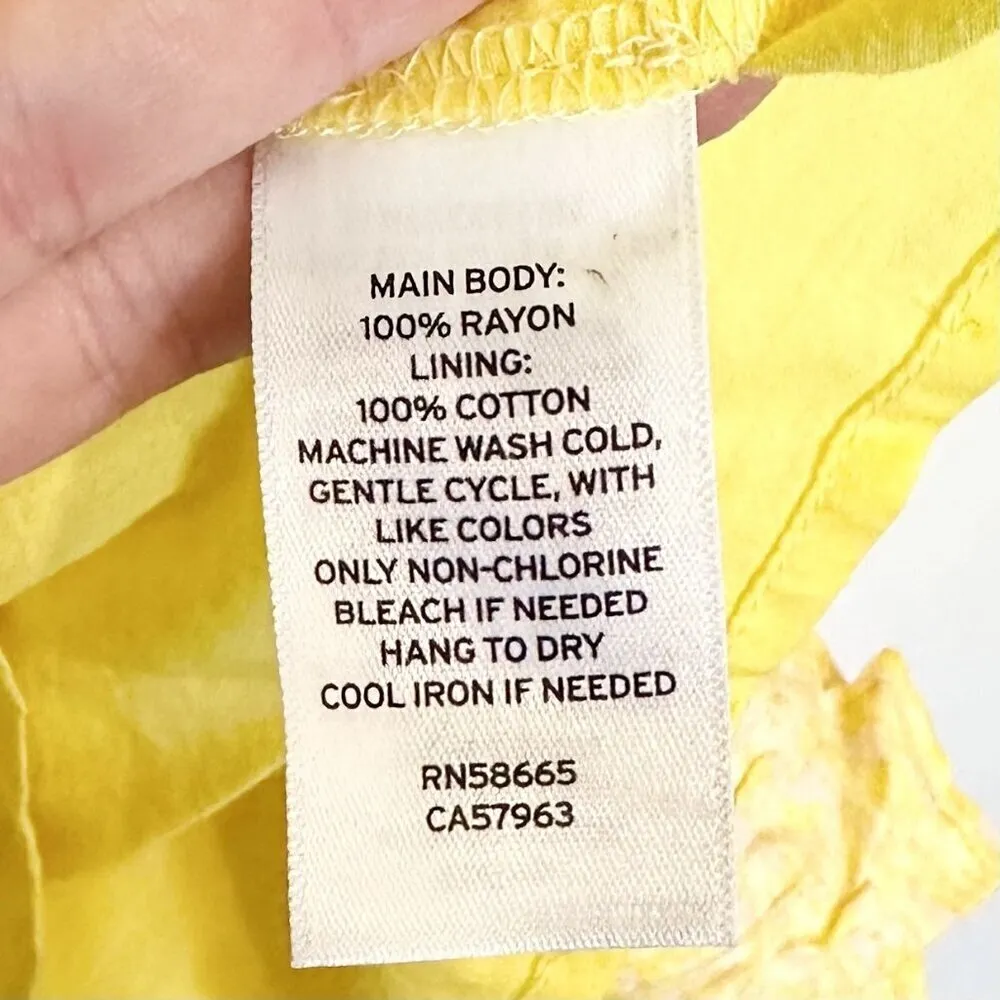 MAIN BODY:
100% RAYON
LINING:
100% COTTON
MACHINE WASH COLD,
GENTLE CYCLE, WITH
LIKE COLORS
ONLY NON-CHLORINE
BLEACH IF NEEDED
HANG TO DRY
COOL IRON IF NEEDED
RN58665
CA57963